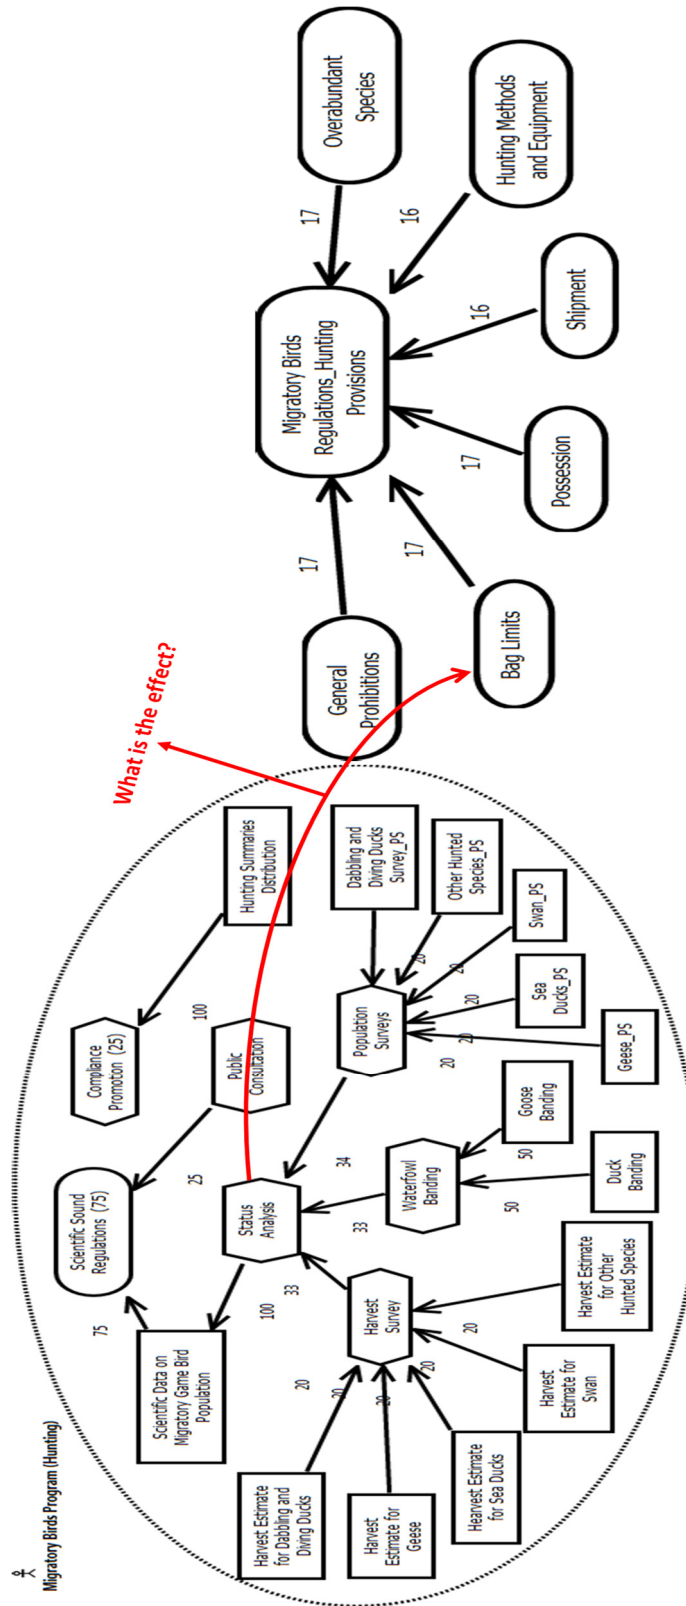 Migratory Birds Program (Hunting)
Scientific Sound
Regulations (75)
Compliance
Promotion (25)
75
25
100
Scientific Data on
Migratory Game Bird
Population
Status
Analysis
Public
Consultation
Hunting Summaries
Distribution
100
33
33
34
Harvest Estimate
for Dabbling and
Diving Ducks
20
20
20
20
20
Harvest
Survey
Waterfowl
Banding
Population
Surveys
Dabbling and
Diving Ducks
Survey_PS
Harvest
Estimate for
Geese
50
50
20
20
20
20
20
Other Hunted
Species_PS
Hearvest Estimate
for Sea Ducks
Harvest
Estimate for
Swan
Harvest Estimate
for Other
Hunted Species
Duck
Banding
Goose
Banding
Geese_PS
Sea
Ducks_PS
Swan_PS
What is the effect?
General
Prohibitions
17
Migratory Birds
Regulations_Hunting
Provisions
17
Overabundant
Species
17
17
16
16
Bag Limits
Possession
Shipment
Hunting Methods
and Equipment